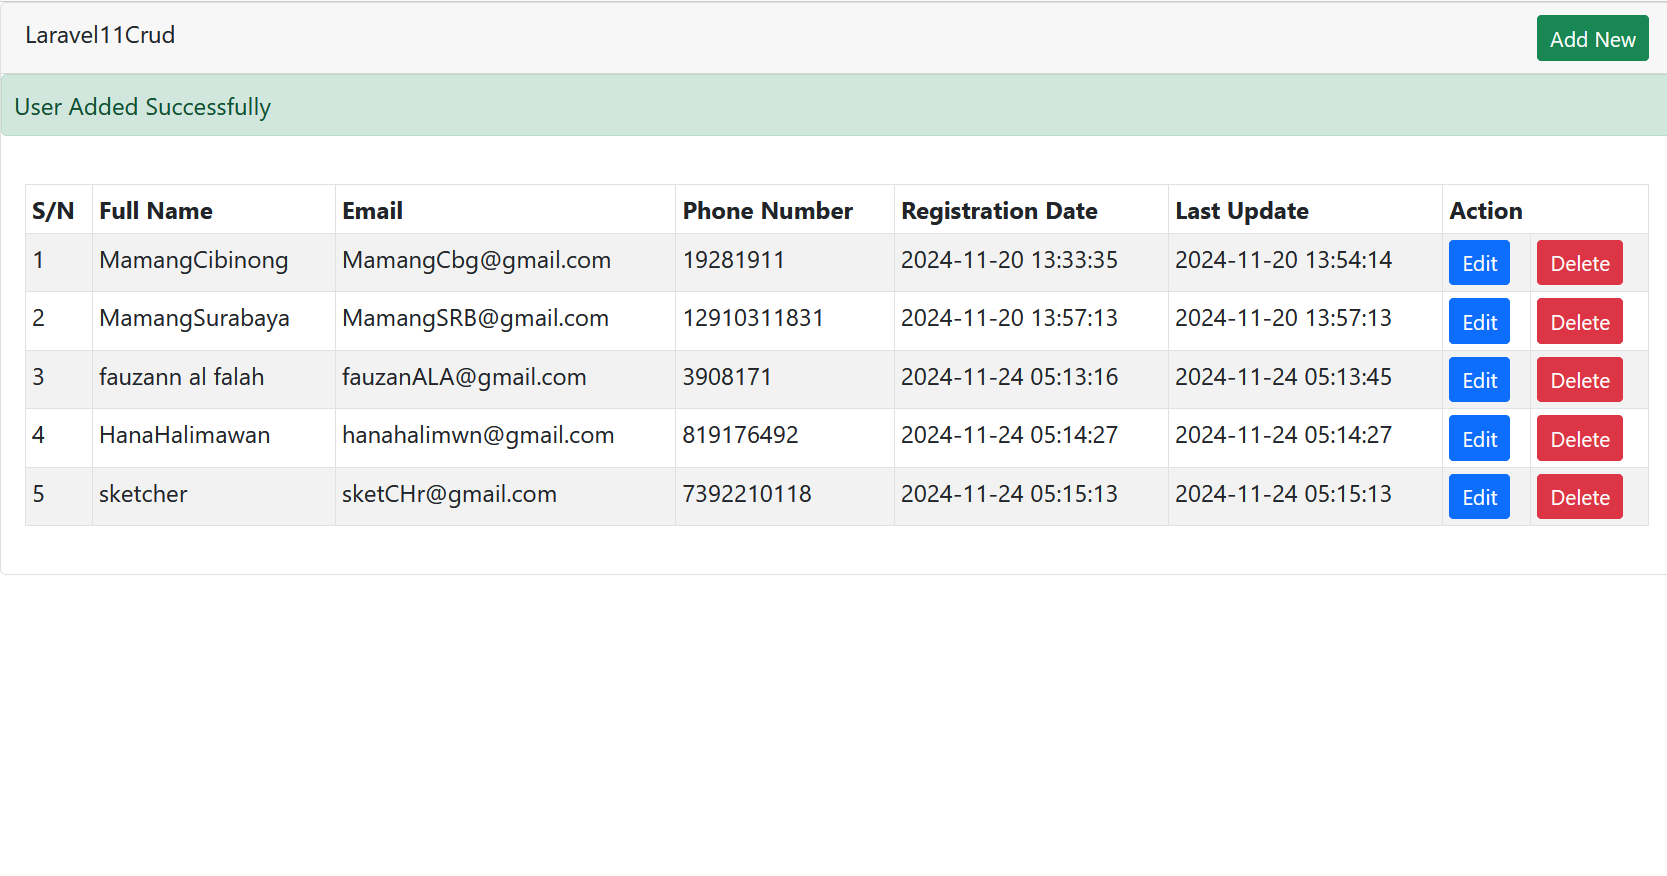 Laravel11Crud Add New
User Added Successfully
S/N Full Name Email Phone Number Registration Date Last Update Action
1 MamangCibinong MamangCbg@gmail.com 19281911 2024-11-20 13:33:35 2024-11-20 13:54:14 Edit Delete
2 MamangSurabaya MamangSRB@gmail.com 12910311831 2024-11-20 13:57:13 2024-11-20 13:57:13 Edit Delete
3 fauzann al falah fauzanALA@gmail.com 3908171 2024-11-24 05:13:16 2024-11-24 05:13:45 Edit Delete
4 HanaHalimawan hanahalimwn@gmail.com 819176492 2024-11-24 05:14:27 2024-11-24 05:14:27 Edit Delete
5 sketcher sketCHr@gmail.com 7392210118 2024-11-24 05:15:13 2024-11-24 05:15:13 Edit Delete